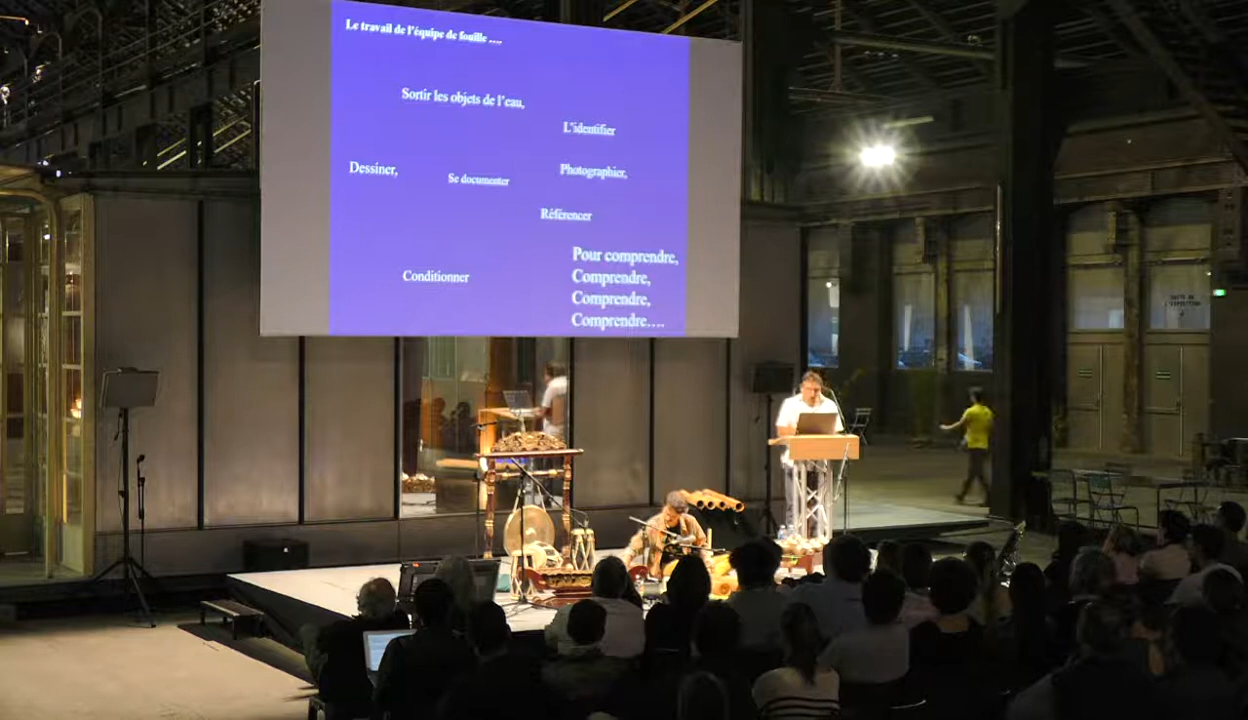 Le travail de l'équipe de fouille ….
Sortir les objets de l'eau,
L'identifier
Dessiner,
Se documenter
Photographier,
Référencer
Pour comprendre,
Conditionner
Comprendre,
Comprendre,
Comprendre….